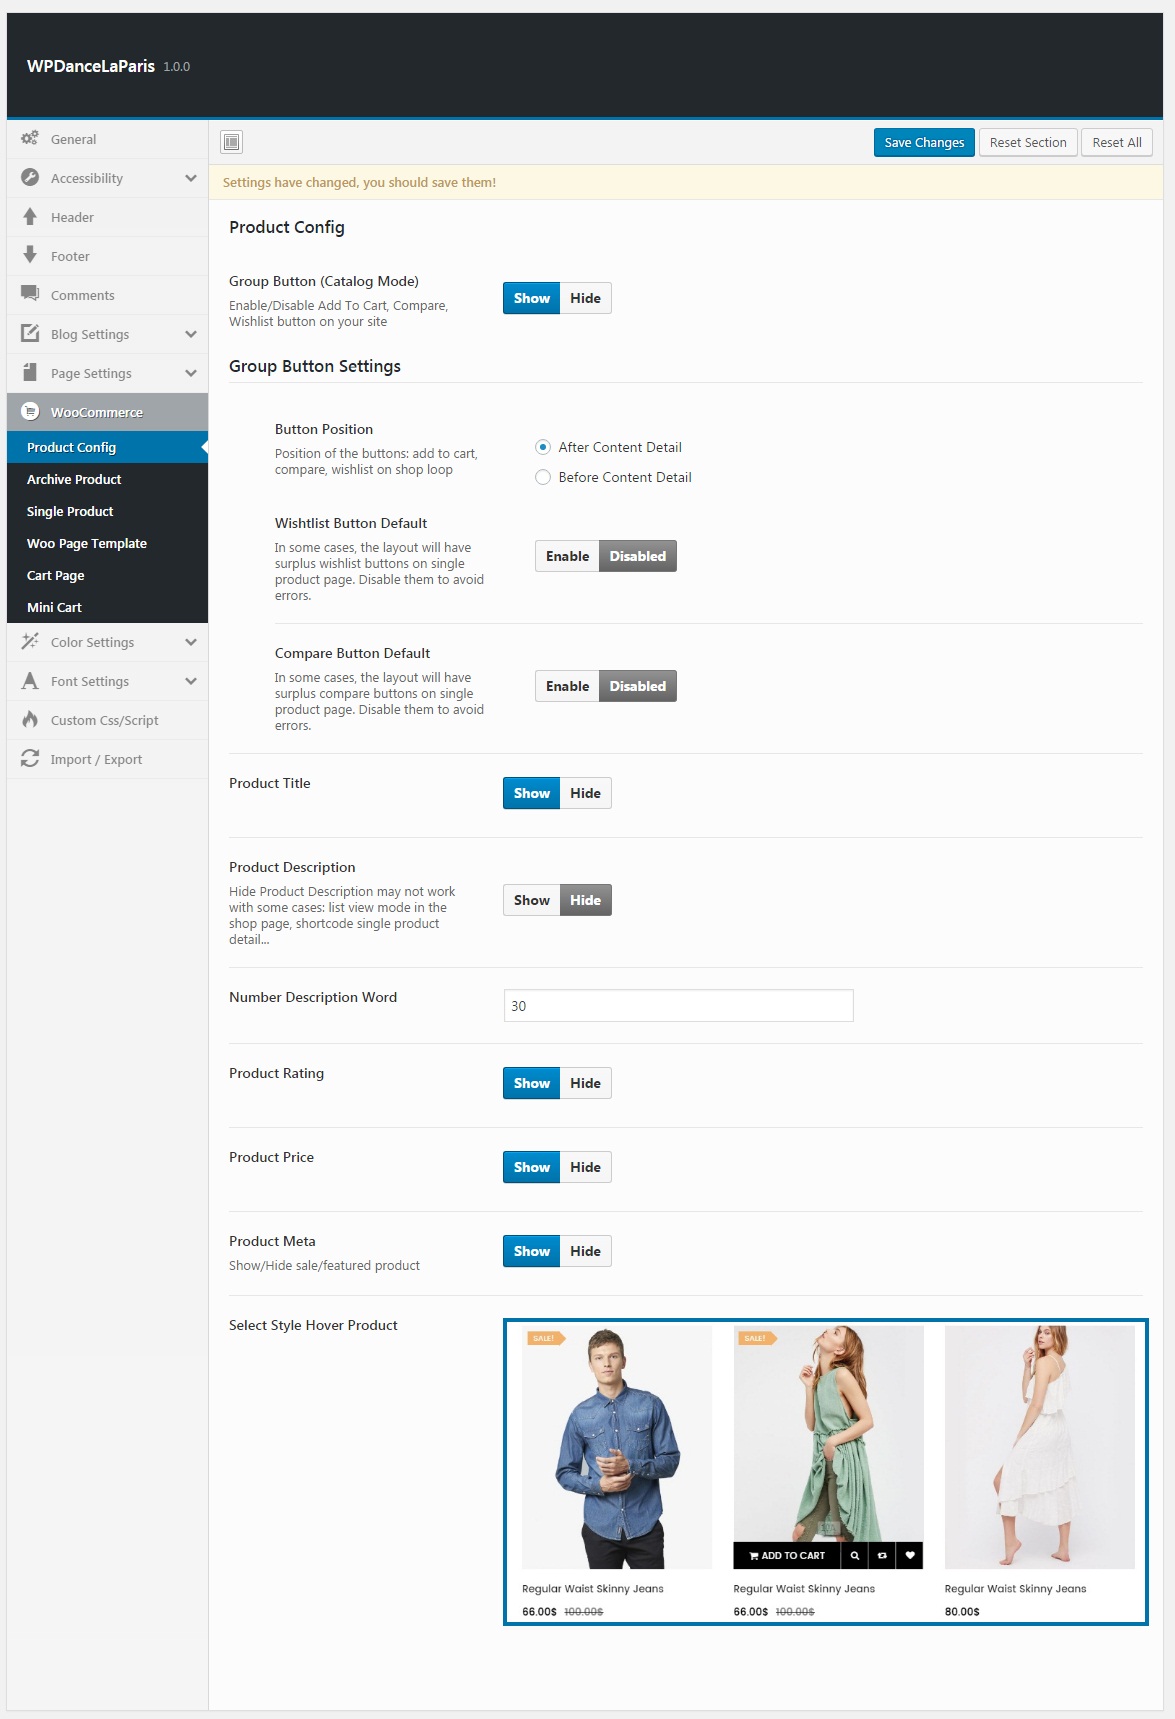 WPDanceLaParis 1.0.0
General
Accessibility
Header
Footer
Comments
Blog Settings
Page Settings
WooCommerce
Product Config
Archive Product
Single Product
Woo Page Template
Cart Page
Mini Cart
Color Settings
Font Settings
Custom Css/Script
Import / Export
Save Changes Reset Section Reset All
Settings have changed, you should save them!
Product Config
Group Button (Catalog Mode)
Enable/Disable Add To Cart, Compare,
Wishlist button on your site
Show Hide
Group Button Settings
Button Position
Position of the buttons: add to cart,
compare, wishlist on shop loop
After Content Detail
Before Content Detail
Wishtlist Button Default
In some cases, the layout will have
surplus wishlist buttons on single
product page. Disable them to avoid
errors.
Enable Disabled
Compare Button Default
In some cases, the layout will have
surplus compare buttons on single
product page. Disable them to avoid
errors.
Enable Disabled
Product Title
Show Hide
Product Description
Hide Product Description may not work
with some cases: list view mode in the
shop page, shortcode single product
detail...
Show Hide
Number Description Word
30
Product Rating
Show Hide
Product Price
Show Hide
Product Meta
Show/Hide sale/featured product
Show Hide
Select Style Hover Product
SALE! SALE!
ADD TO CART
Regular Waist Skinny Jeans Regular Waist Skinny Jeans Regular Waist Skinny Jeans
66.00$ 100.00$ 66.00$ 100.00$ 80.00$